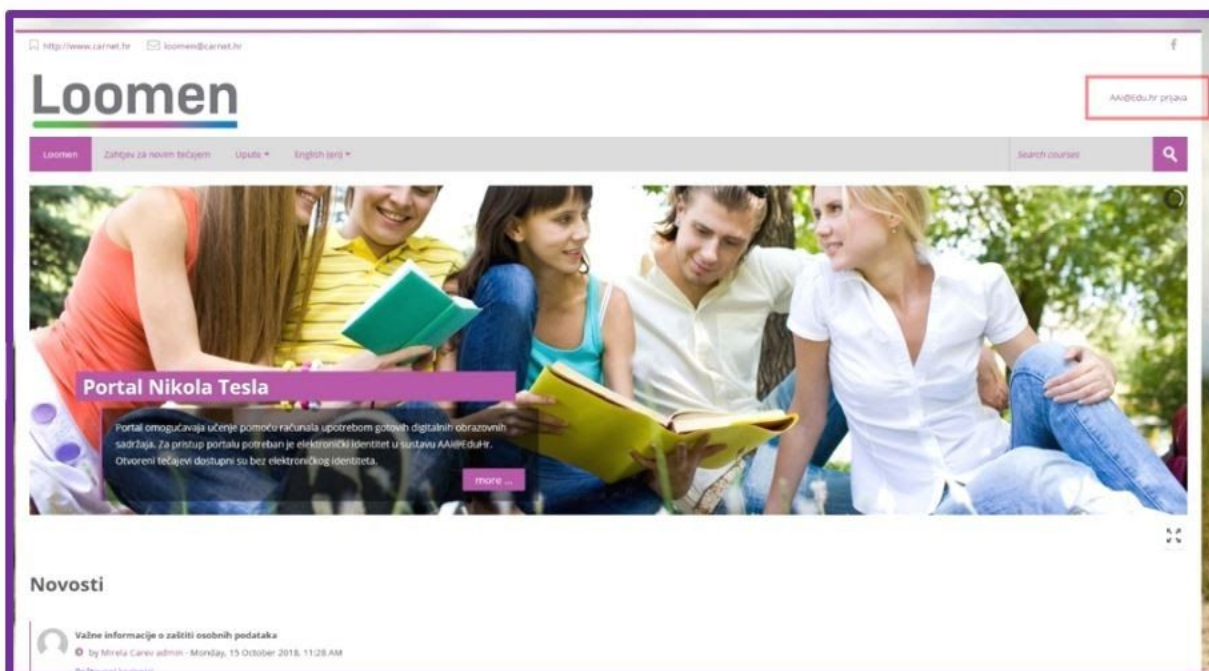 http://www.carnet.hr loomen@carnet.hr f
Loomen
AAI@Edu.hr prijava
Loomen Zahtjev za novim tečajem Upute English (en) Search courses
Portal Nikola Tesla
Portal omogućavaja učenje pomoću računala upotrebom gotovih digitalnih obrazovnih
sadržaja. Za pristup portalu potreban je elektronički identitet u sustavu AAI@EduHr.
Otvoreni tečajevi dostupni su bez elektroničkog identiteta.
more ...
Novosti
Važne informacije o zaštiti osobnih podataka
by Mirela Carev admin - Monday, 15 October 2018, 11:28 AM